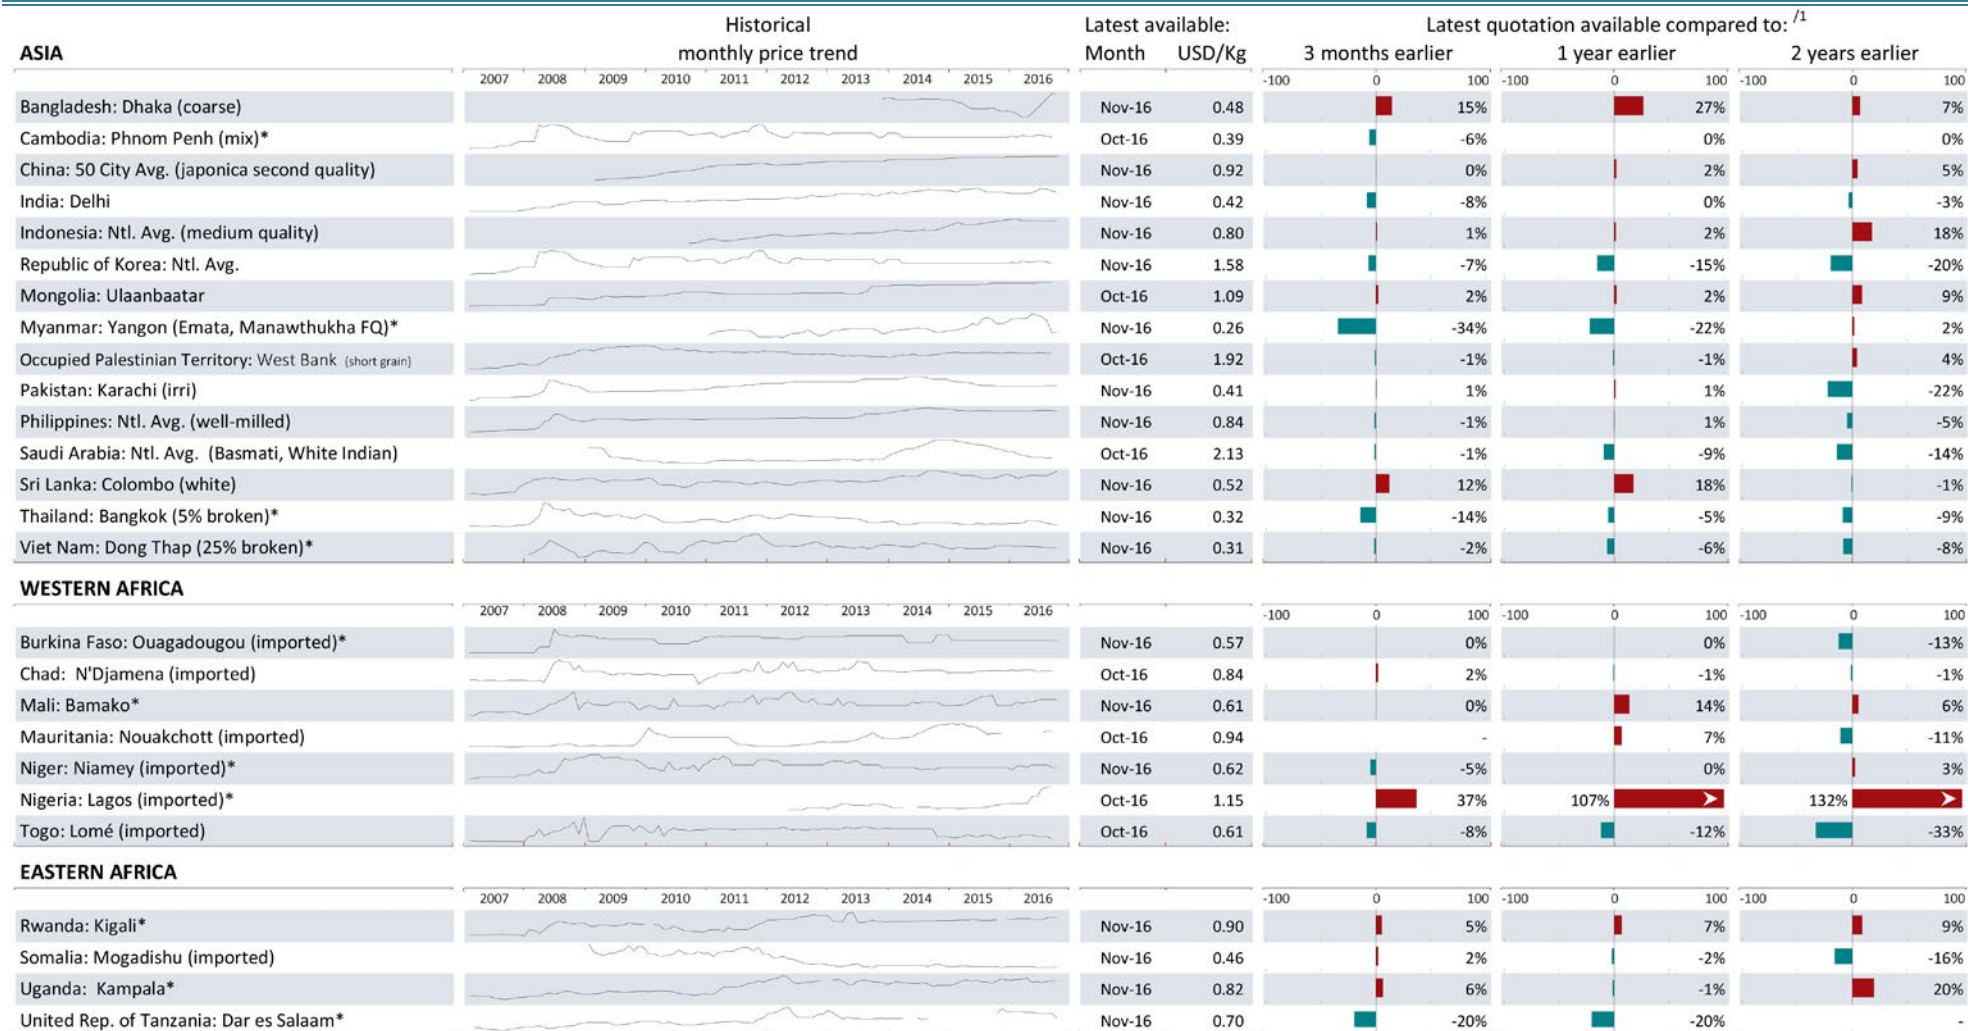 Historical Latest available: Latest quotation available compared to: /1
ASIA monthly price trend Month USD/Kg 3 months earlier 1 year earlier 2 years earlier
2007 2008 2009 2010 2011 2012 2013 2014 2015 2016 -100 0 100 -100 0 100 -100 0 100
Bangladesh: Dhaka (coarse) Nov-16 0.48 15% 27% 7%
Cambodia: Phnom Penh (mix)* Oct-16 0.39 -6% 0% 0%
China: 50 City Avg. (japonica second quality) Nov-16 0.92 0% 2% 5%
India: Delhi Nov-16 0.42 -8% 0% -3%
Indonesia: Ntl. Avg. (medium quality) Nov-16 0.80 1% 2% 18%
Republic of Korea: Ntl. Avg. Nov-16 1.58 -7% -15% -20%
Mongolia: Ulaanbaatar Oct-16 1.09 2% 2% 9%
Myanmar: Yangon (Emata, Manawthukha FQ)* Nov-16 0.26 -34% -22% 2%
Occupied Palestinian Territory: West Bank (short grain) Oct-16 1.92 -1% -1% 4%
Pakistan: Karachi (irri) Nov-16 0.41 1% 1% -22%
Philippines: Ntl. Avg. (well-milled) Nov-16 0.84 -1% 1% -5%
Saudi Arabia: Ntl. Avg. (Basmati, White Indian) Oct-16 2.13 -1% -9% -14%
Sri Lanka: Colombo (white) Nov-16 0.52 12% 18% -1%
Thailand: Bangkok (5% broken)* Nov-16 0.32 -14% -5% -9%
Viet Nam: Dong Thap (25% broken)* Nov-16 0.31 -2% -6% -8%
WESTERN AFRICA
2007 2008 2009 2010 2011 2012 2013 2014 2015 2016 -100 0 100 -100 0 100 -100 0 100
Burkina Faso: Ouagadougou (imported)* Nov-16 0.57 0% 0% -13%
Chad: N'Djamena (imported) Oct-16 0.84 2% -1% -1%
Mali: Bamako* Nov-16 0.61 0% 14% 6%
Mauritania: Nouakchott (imported) Oct-16 0.94 - 7% -11%
Niger: Niamey (imported)* Nov-16 0.62 -5% 0% 3%
Nigeria: Lagos (imported)* Oct-16 1.15 37% 107% 132%
Togo: Lomé (imported) Oct-16 0.61 -8% -12% -33%
EASTERN AFRICA
2007 2008 2009 2010 2011 2012 2013 2014 2015 2016 -100 0 100 -100 0 100 -100 0 100
Rwanda: Kigali* Nov-16 0.90 5% 7% 9%
Somalia: Mogadishu (imported) Nov-16 0.46 2% -2% -16%
Uganda: Kampala* Nov-16 0.82 6% -1% 20%
United Rep. of Tanzania: Dar es Salaam* Nov-16 0.70 -20% -20% -